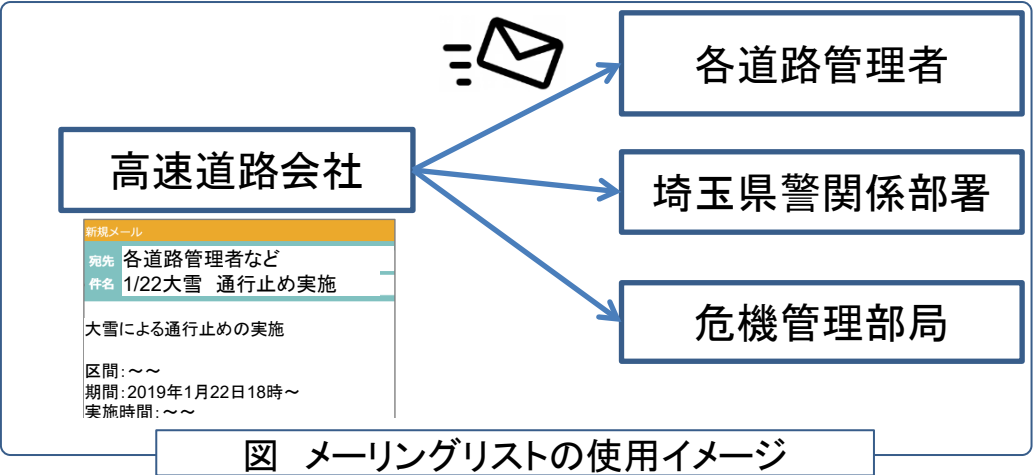 各道路管理者
高速道路会社
埼玉県警関係部署
危機管理部局
新規メール
宛先 各道路管理者など
件名 1/22大雪　通行止め実施
大雪による通行止めの実施
区間：～～
期間：2019年1月22日18時～
実施時間：～～
図　メーリングリストの使用イメージ